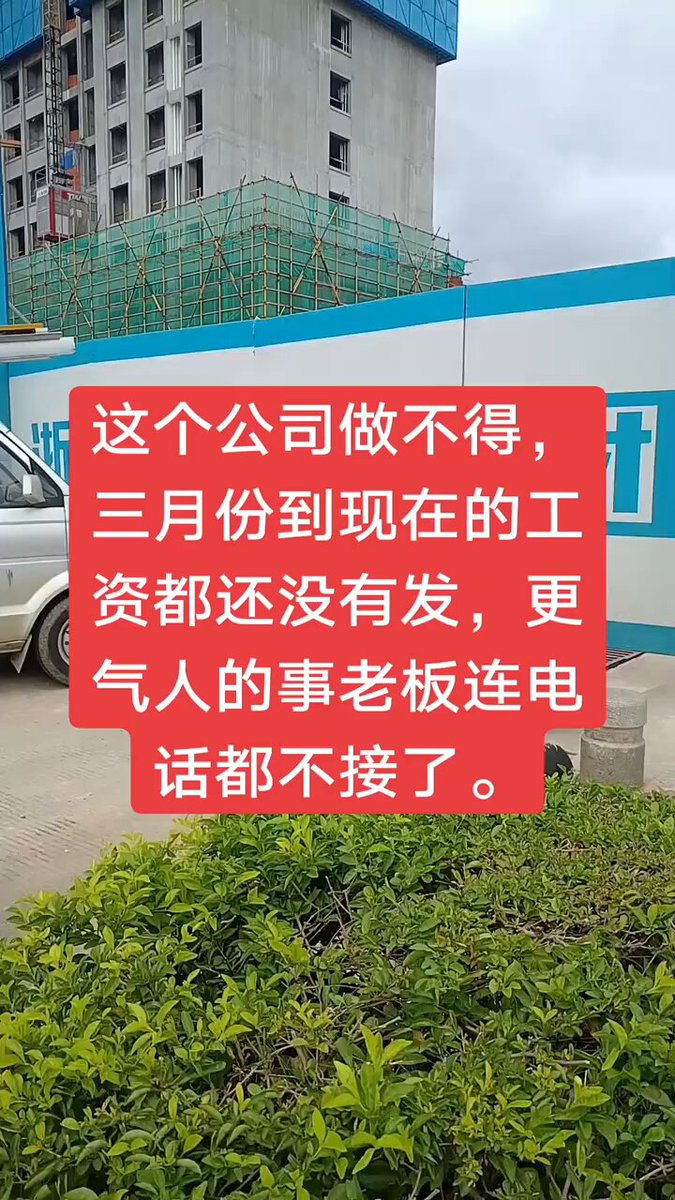 这个公司做不得，
三月份到现在的工
资都还没有发，更
气人的事老板连电
话都不接了。
浙